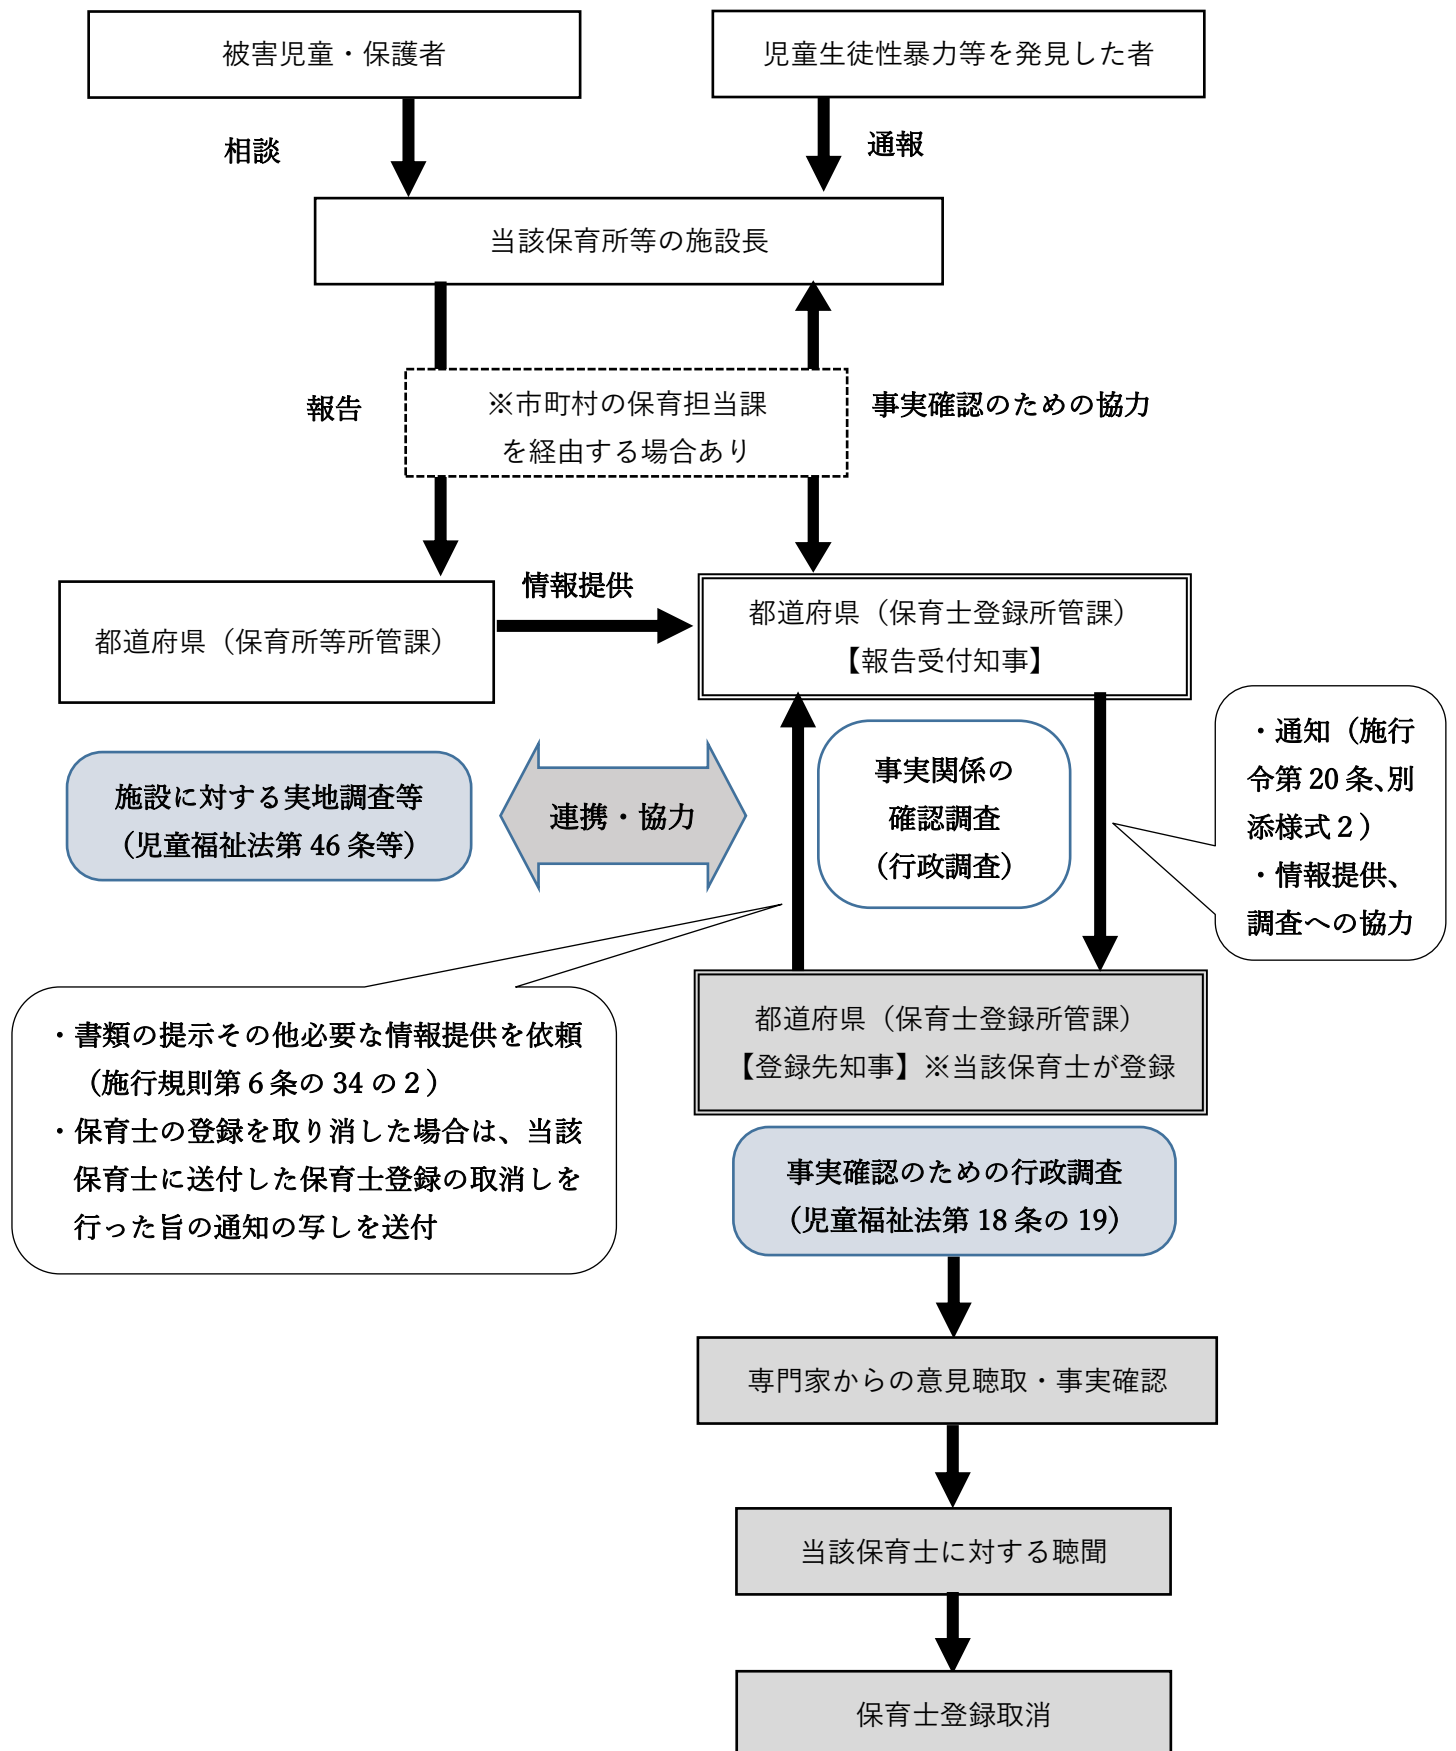 被害児童・保護者
児童生徒性暴力等を発見した者
相談
通報
当該保育所等の施設長
報告
※市町村の保育担当課
を経由する場合あり
事実確認のための協力
情報提供
都道府県（保育所等所管課）
都道府県（保育士登録所管課）
【報告受付知事】
施設に対する実地調査等
（児童福祉法第 46 条等）
連携・協力
事実関係の
確認調査
（行政調査）
・通知（施行
令第 20 条、別
添様式２）
・情報提供、
調査への協力
・書類の提示その他必要な情報提供を依頼
（施行規則第６条の 34 の２）
・保育士の登録を取り消した場合は、当該
保育士に送付した保育士登録の取消しを
行った旨の通知の写しを送付
都道府県（保育士登録所管課）
【登録先知事】※当該保育士が登録
事実確認のための行政調査
（児童福祉法第 18 条の 19）
専門家からの意見聴取・事実確認
当該保育士に対する聴聞
保育士登録取消